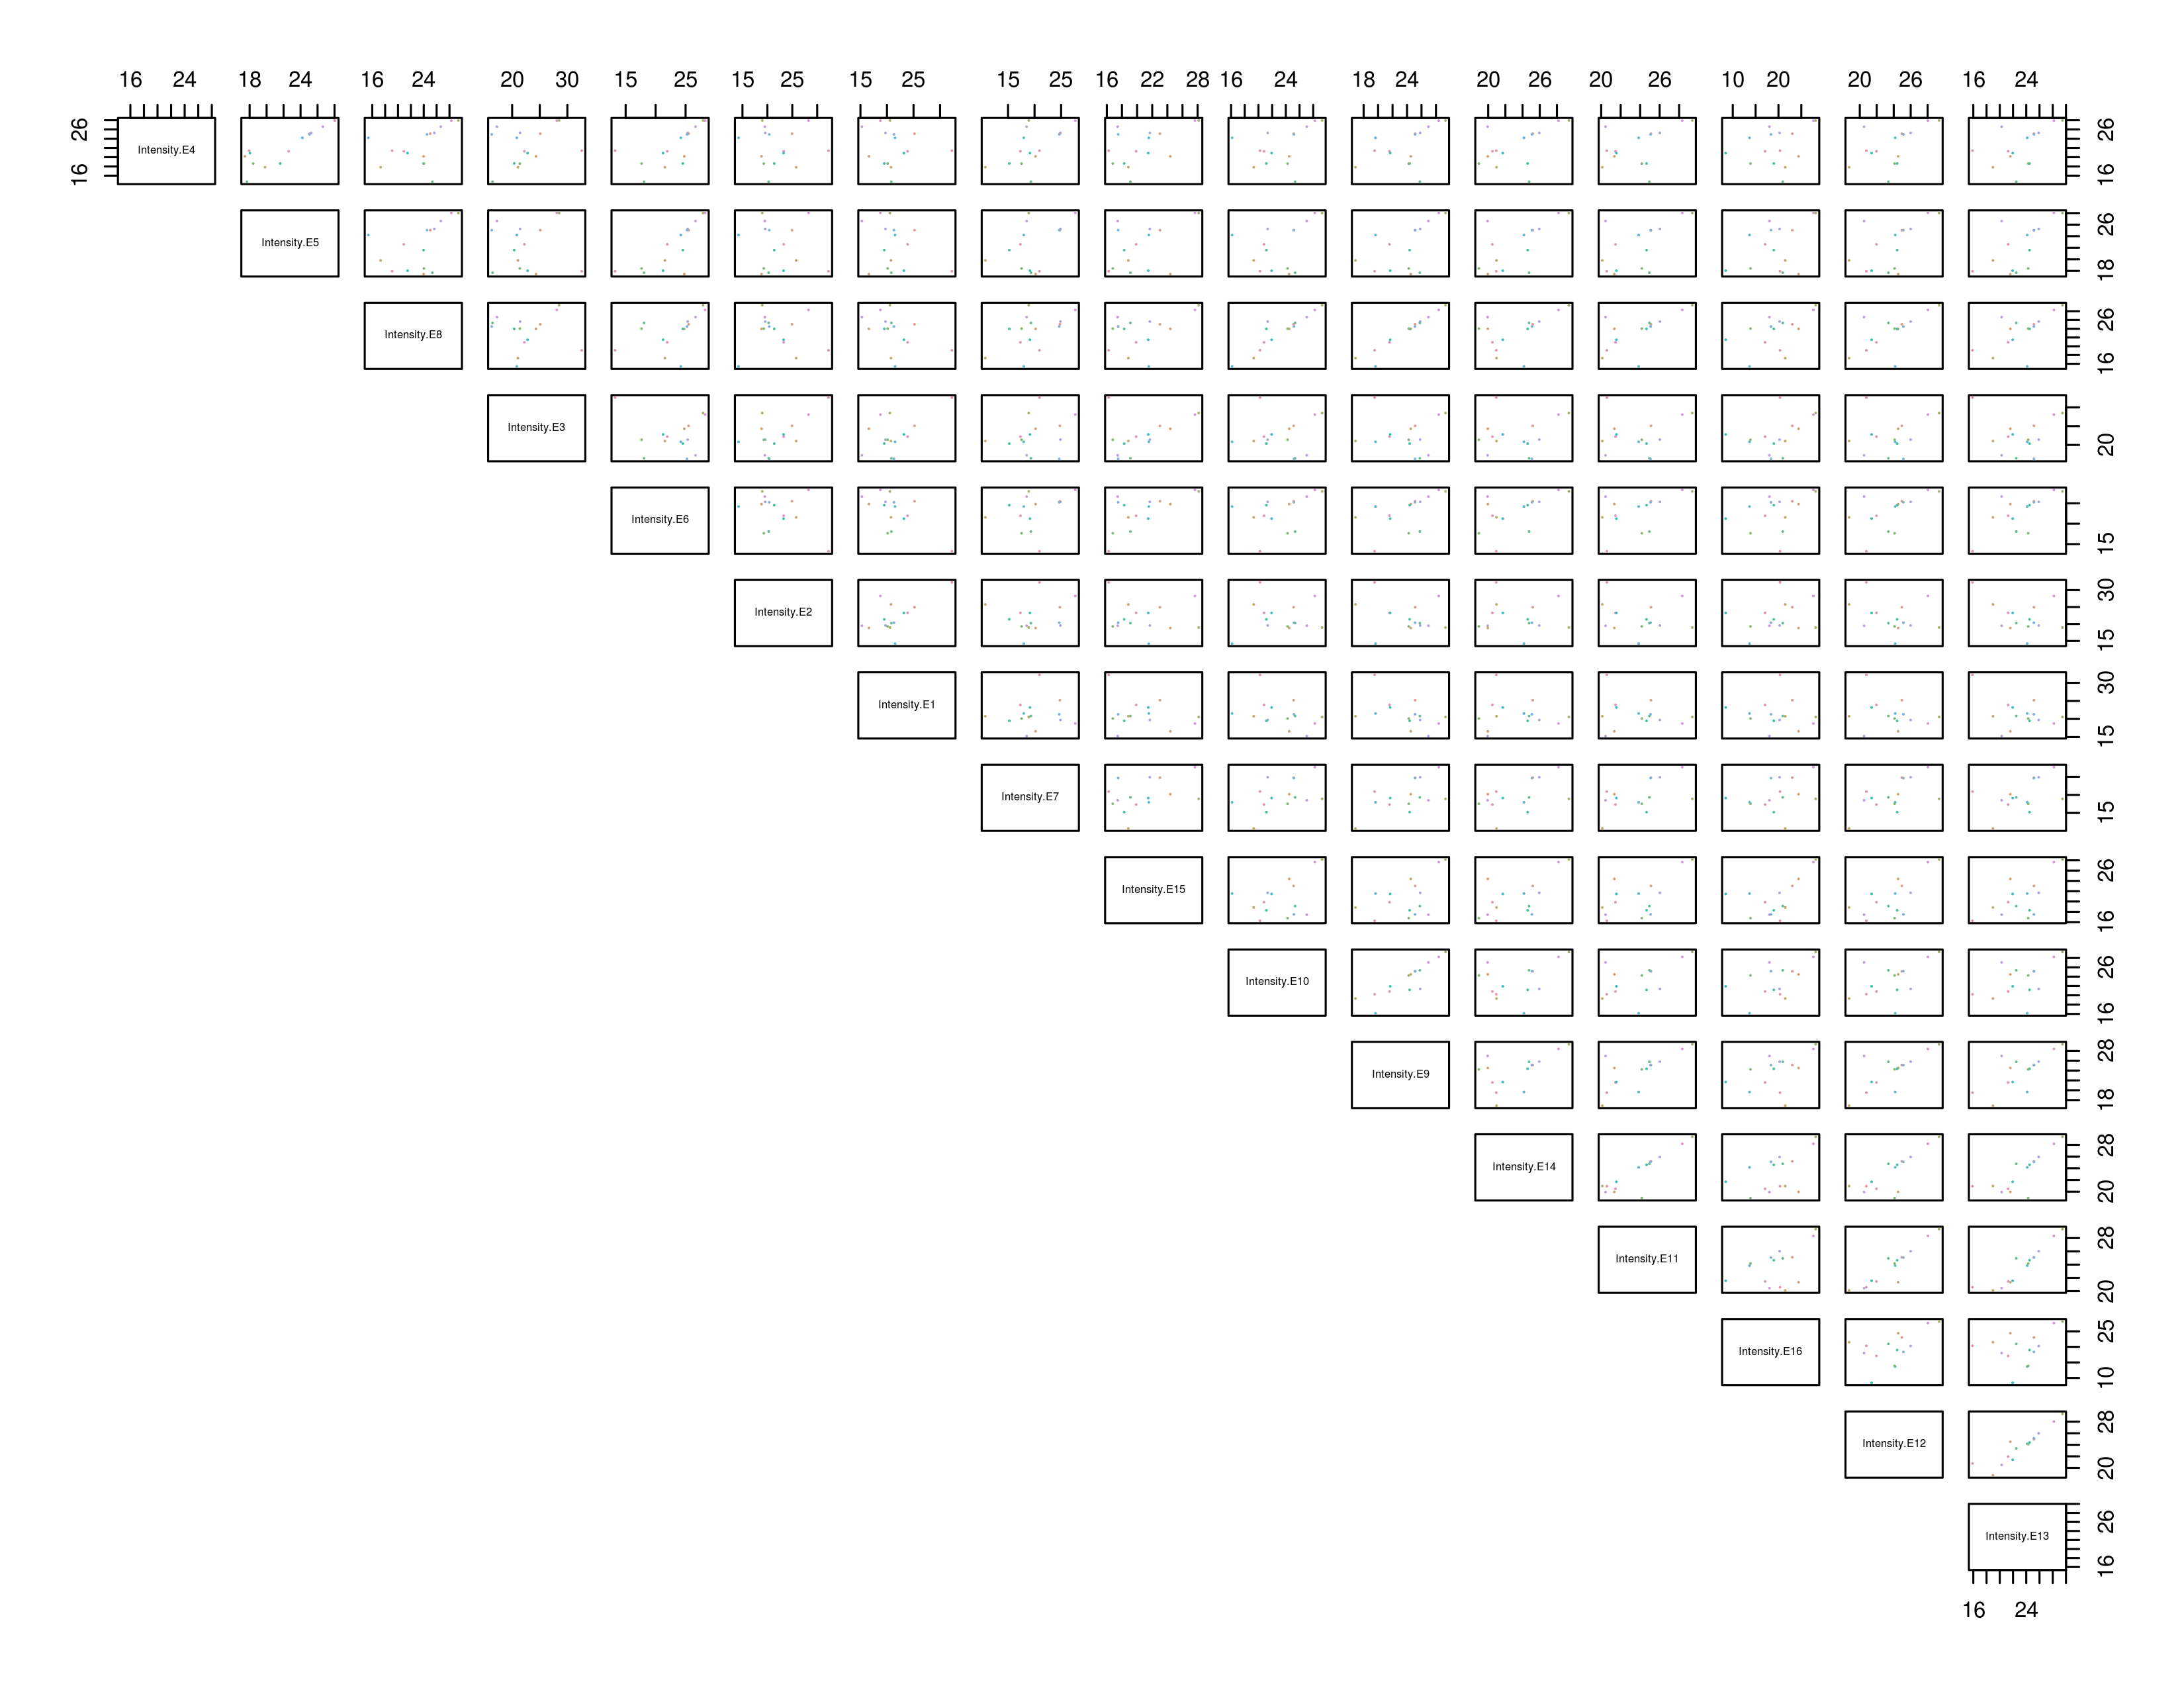 16 24 18 24 16 24 20 30 15 25 15 25 15 25 15 25 16 22 28 16 24 18 24 20 26 20 26 10 20 20 26 16 24
16 26 Intensity.E4 16 26
Intensity.E5 18 26
Intensity.E8 16 26
Intensity.E3 20
Intensity.E6 15
Intensity.E2 15 30
Intensity.E1 15 30
Intensity.E7 15
Intensity.E15 16 26
Intensity.E10 16 26
Intensity.E9 18 28
Intensity.E14 20 28
Intensity.E11 20 28
Intensity.E16 10 25
Intensity.E12 20 28
Intensity.E13 16 26
16 24